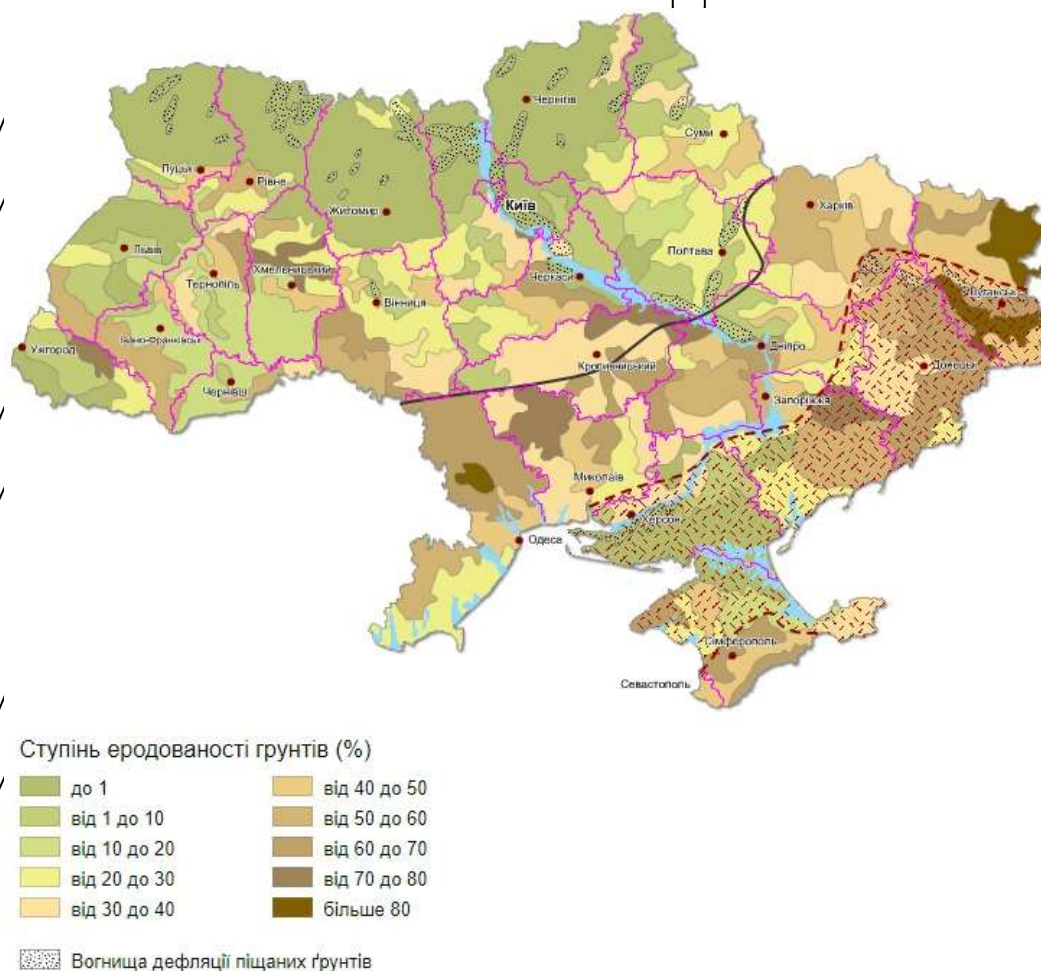 Чернігів
Суми
Луцьк
Рівне
Київ
Харків
Житомир
Львів
Полтава
Хмельницький
Тернопіль
Черкаси
Вінниця
Луганськ
Івано-Франківськ
Ужгород
Дніпро
Кропивницький
Донецьк
Чернівці
Запоріжжя
Миколаїв
Херсон
Одеса
Сімферополь
Севастополь
Ступінь еродованості грунтів (%)
до 1
від 1 до 10
від 10 до 20
від 20 до 30
від 30 до 40
від 40 до 50
від 50 до 60
від 60 до 70
від 70 до 80
більше 80
Вогнища дефляції піщаних ґрунтів